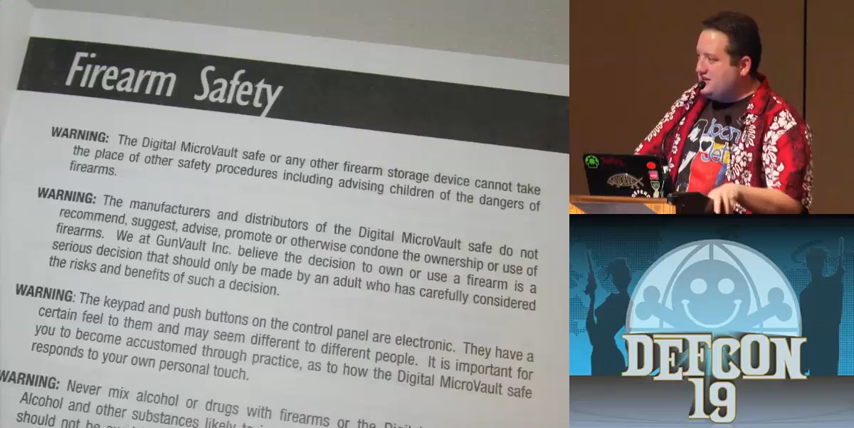 Firearm Safety
WARNING: The Digital MicroVault safe or any other firearm storage device cannot take
the place of other safety procedures including advising children of the dangers of
firearms.
WARNING: The manufacturers and distributors of the Digital MicroVault safe do not
recommend, suggest, advise, promote or otherwise condone the ownership or use of
firearms. We at GunVault Inc. believe the decision to own or use a firearm is a
serious decision that should only be made by an adult who has carefully considered
the risks and benefits of such a decision.
WARNING: The keypad and push buttons on the control panel are electronic. They have a
certain feel to them and may seem different to different people. It is important for
you to become accustomed through practice, as to how the Digital MicroVault safe
responds to your own personal touch.
WARNING: Never mix alcohol or drugs with firearms or the
Alcohol and other substances likely to
should not be
DEFCON
19